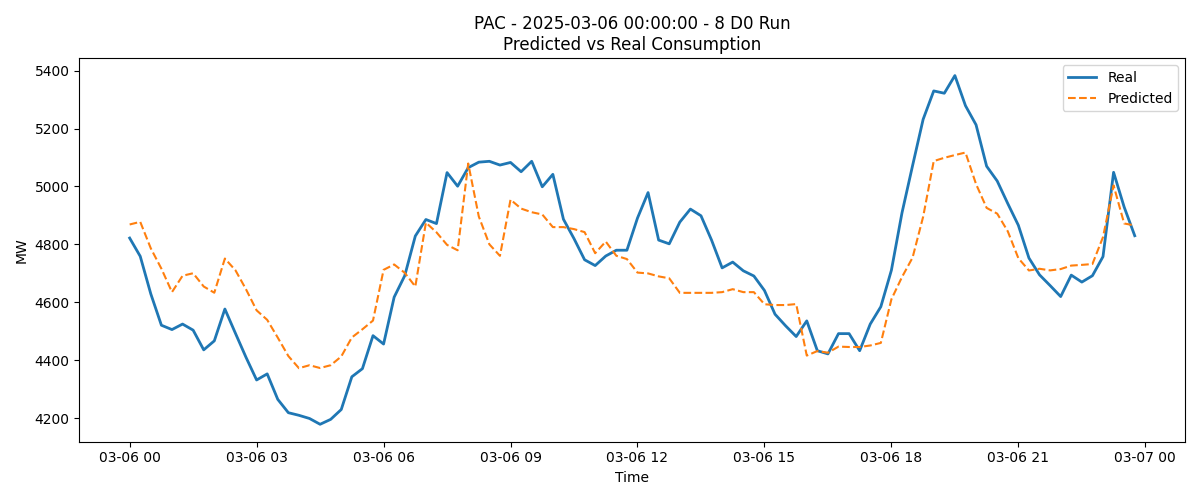 PAC - 2025-03-06 00:00:00 - 8 D0 Run
Predicted vs Real Consumption
Real
Predicted
MW
5400
5200
5000
4800
4600
4400
4200
03-06 00
03-06 03
03-06 06
03-06 09
03-06 12
03-06 15
03-06 18
03-06 21
03-07 00
Time